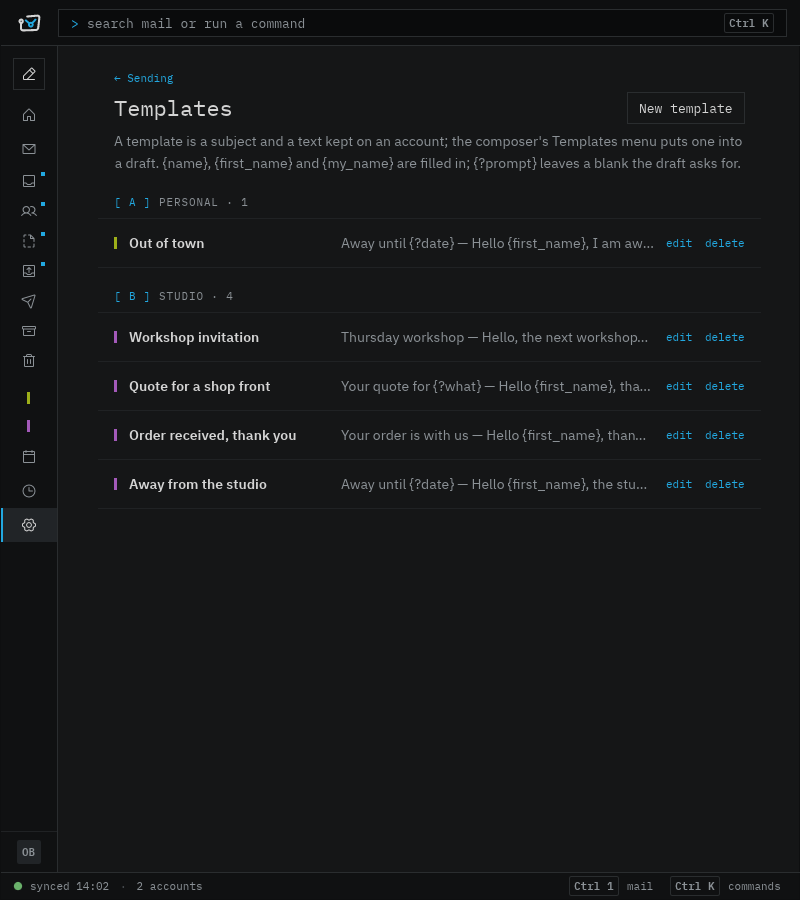 > search mail or run a command
Ctrl K
← Sending
Templates
New template
A template is a subject and a text kept on an account; the composer's Templates menu puts one into
a draft. {name}, {first_name} and {my_name} are filled in; {?prompt} leaves a blank the draft asks for.
[ A ] PERSONAL · 1
Out of town Away until {?date} — Hello {first_name}, I am aw... edit delete
[ B ] STUDIO · 4
Workshop invitation Thursday workshop — Hello, the next workshop... edit delete
Quote for a shop front Your quote for {?what} — Hello {first_name}, tha... edit delete
Order received, thank you Your order is with us — Hello {first_name}, than... edit delete
Away from the studio Away until {?date} — Hello {first_name}, the stu... edit delete
OB
synced 14:02 · 2 accounts
Ctrl 1 mail Ctrl K commands